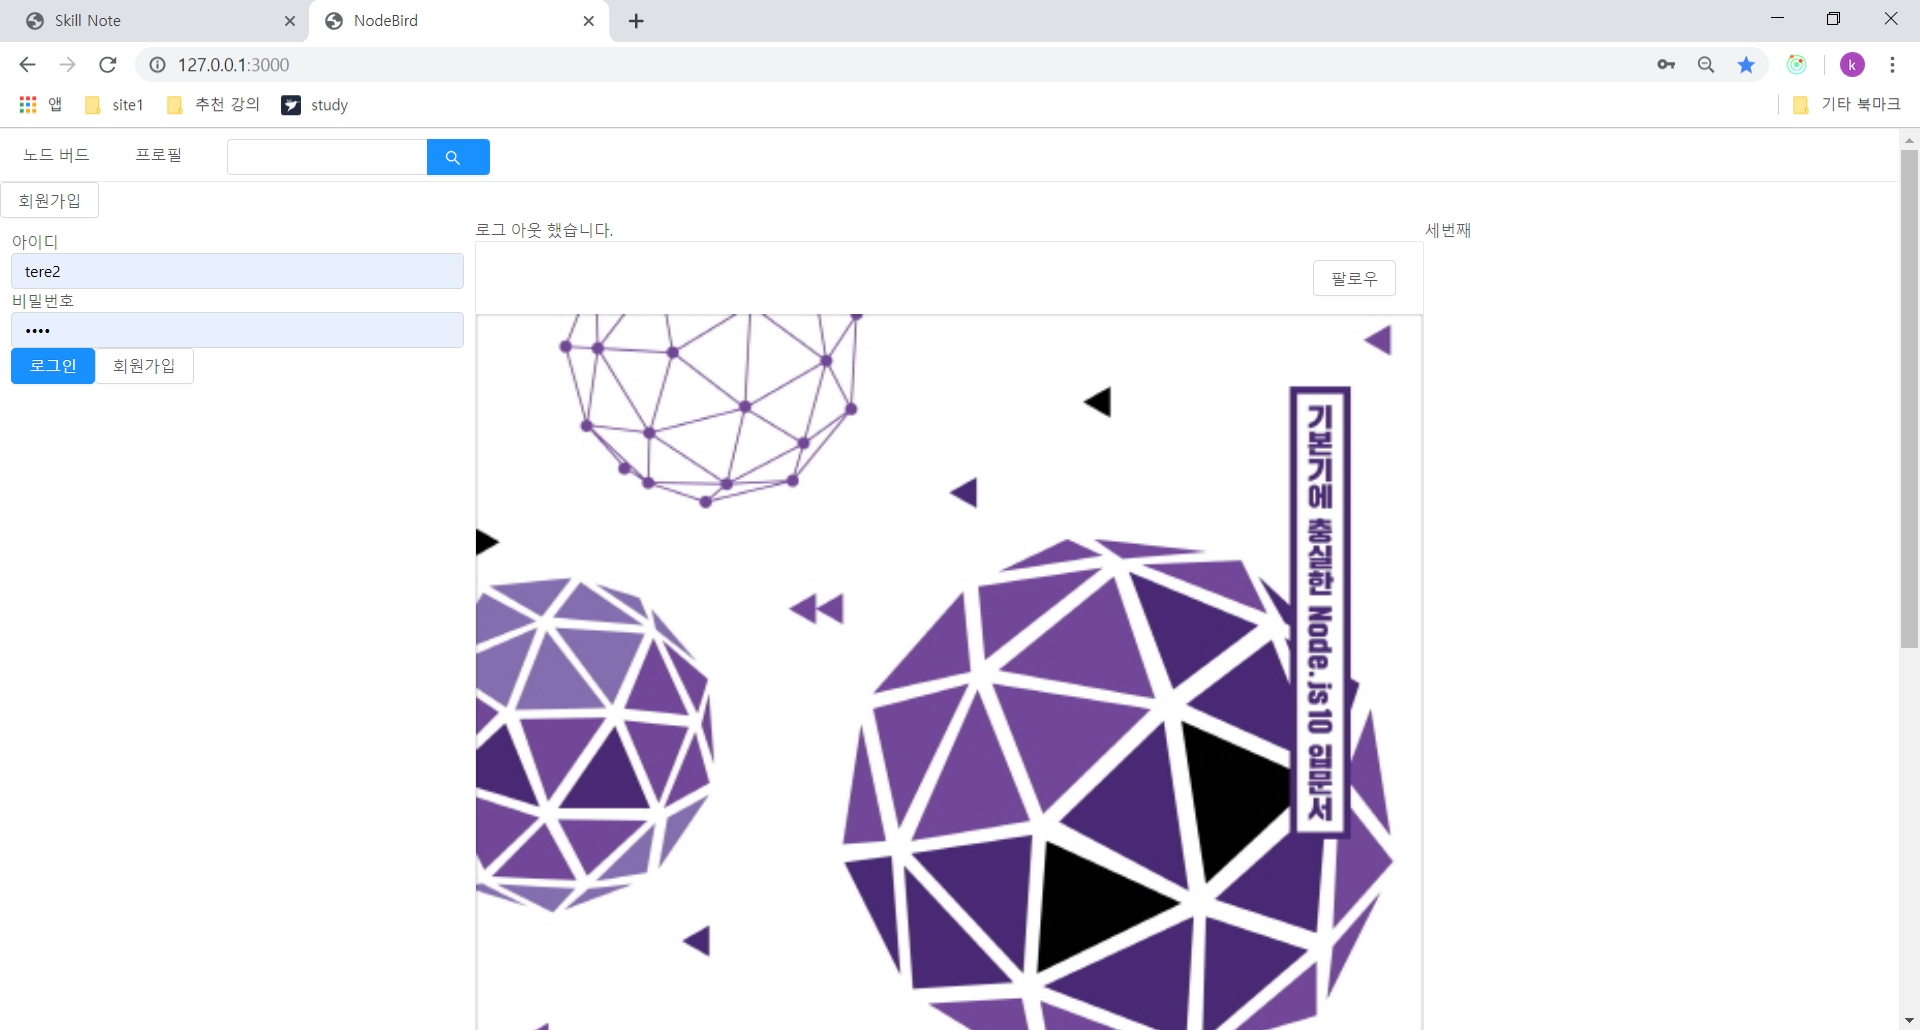 Skill Note
NodeBird
127.0.0.1:3000
k
앱
site1
추천 강의
study
기타 북마크
노드 버드
프로필
회원가입
아이디
tere2
비밀번호
••••
로그인
회원가입
로그 아웃 했습니다.
팔로우
기본기에 충실한 Node.js10 입문서
세번째